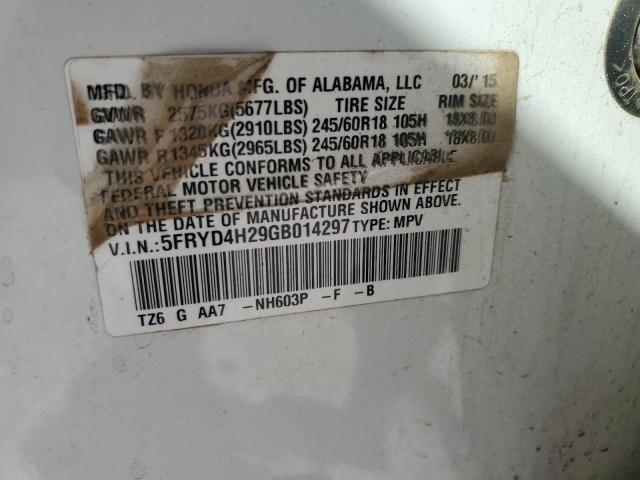 MFD. BY HONDA MFG. OF ALABAMA, LLC 03/'15
GVWR 2575KG(5677LBS) TIRE SIZE RIM SIZE
GAWR F 1320KG(2910LBS) 245/60R18 105H 18X8.0J
GAWR R 1345KG(2965LBS) 245/60R18 105H 18X8.0J
THIS VEHICLE CONFORMS TO ALL APPLICABLE
FEDERAL MOTOR VEHICLE SAFETY
AND THEFT PREVENTION STANDARDS IN EFFECT
ON THE DATE OF MANUFACTURE SHOWN ABOVE.
V.I.N.:5FRYD4H29GB014297 TYPE: MPV
TZ6 G AA7 -NH603P -F -B